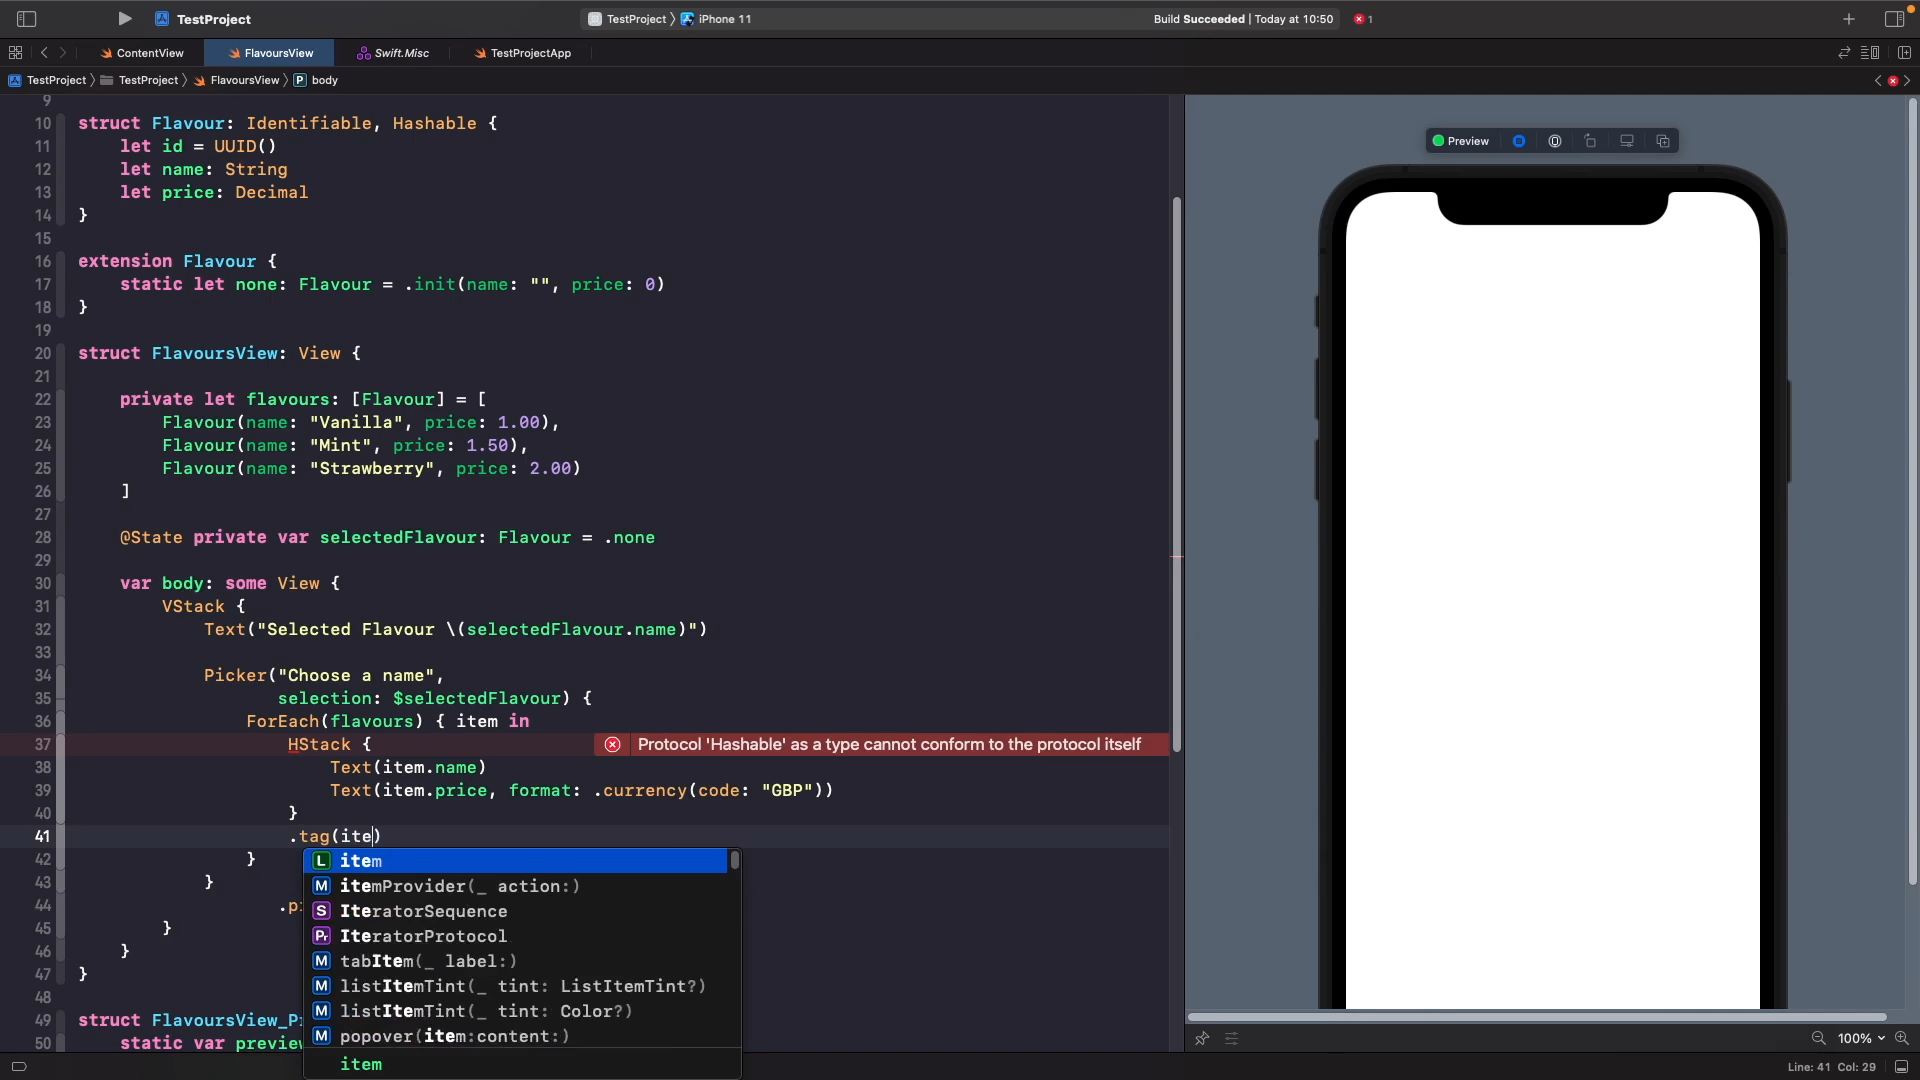 TestProject
TestProject
iPhone 11
Build Succeeded | Today at 10:50
1
ContentView
FlavoursView
Swift.Misc
TestProjectApp
TestProject
TestProject
FlavoursView
P body
9
10 struct Flavour: Identifiable, Hashable {
11 let id = UUID()
12 let name: String
13 let price: Decimal
14 }
15
16 extension Flavour {
17 static let none: Flavour = .init(name: "", price: 0)
18 }
19
20 struct FlavoursView: View {
21
22 private let flavours: [Flavour] = [
23 Flavour(name: "Vanilla", price: 1.00),
24 Flavour(name: "Mint", price: 1.50),
25 Flavour(name: "Strawberry", price: 2.00)
26 ]
27
28 @State private var selectedFlavour: Flavour = .none
29
30 var body: some View {
31 VStack {
32 Text("Selected Flavour \(selectedFlavour.name)")
33
34 Picker("Choose a name",
35 selection: $selectedFlavour) {
36 ForEach(flavours) { item in
37 HStack { Protocol 'Hashable' as a type cannot conform to the protocol itself
38 Text(item.name)
39 Text(item.price, format: .currency(code: "GBP"))
40 }
41 .tag(ite)
42 }
43 }
44 .pi
45 }
46 }
47 }
48
49 struct FlavoursView_P
50 static var preview
L item
M itemProvider(_ action:)
S IteratorSequence
Pr IteratorProtocol
M tabItem(_ label:)
M listItemTint(_ tint: ListItemTint?)
M listItemTint(_ tint: Color?)
M popover(item:content:)
item
Preview
100%
Line: 41 Col: 29